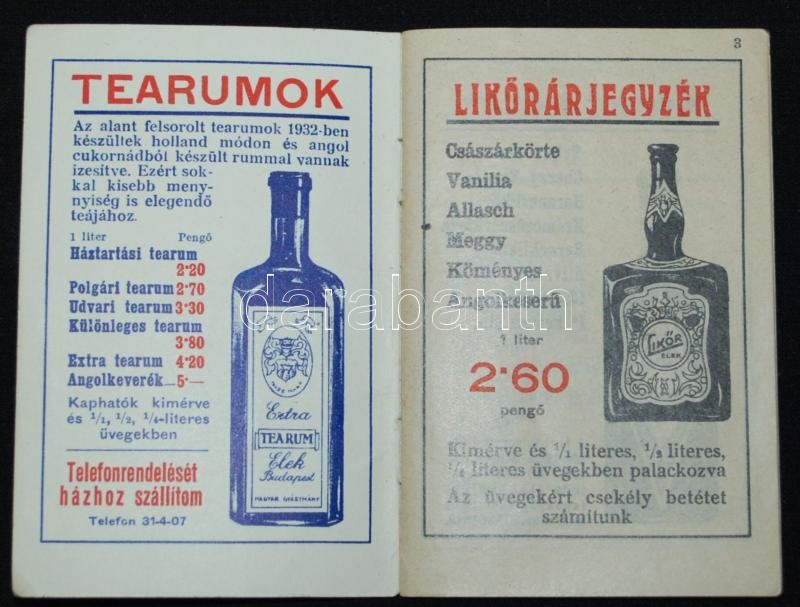 TEARUMOK
Az alant felsorolt tearumok 1932-ben
készültek holland módon és angol
cukornádból készült rummal vannak
izesitve. Ezért sok-
kal kisebb meny-
nyiség is elegendő
teájához.
1 liter Pengő
Háztartási tearum
2·20
Polgári tearum 2·70
Udvari tearum 3·30
Különleges tearum
3·80
Extra tearum 4·20
Angolkeverék 5·—
Kaphatók kimérve
és 1/1, 1/2, 1/4-literes
üvegekben
Telefonrendelését
házhoz szállítom
Telefon 31-4-07
Extra
TEARUM
Elek
Budapest
MAGYAR GYÁRTMÁNY
3
LIKŐRÁRJEGYZÉK
Császárkörte
Vanilia
Allasch
Meggy
Köményes
Angolkeserű
1 liter
2·60
pengő
LIKŐR
ELEK
Kimérve és 1/1 literes, 1/2 literes,
1/4 literes üvegekben palackozva
Az üvegekért csekély betétet
számitunk
darabanth